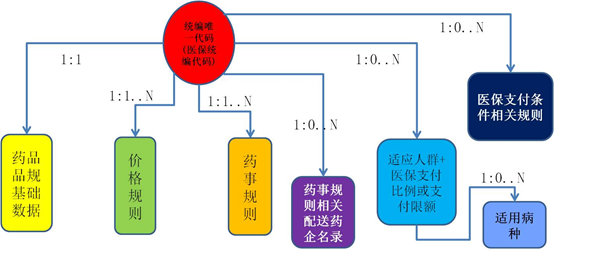 统编唯
一代码
(医保统
编代码)
1:0..N
1:1
1:0..N
1:1..N
1:1..N
1:0..N
医保支付条
件相关规则
药品
品规
基础
数据
价
格
规
则
药
事
规
则
药事规
则相关
配送药
企名录
适应人群+
医保支付
比例或支
付限额
1:0..N
适用病
种